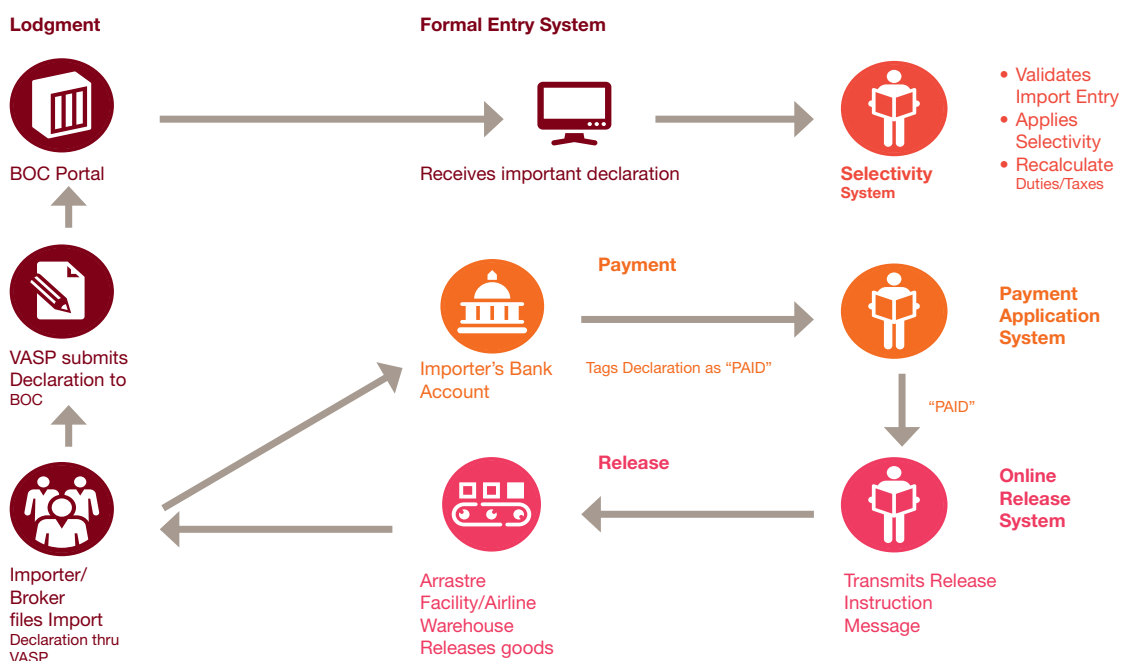 Lodgment
Formal Entry System
BOC Portal
Receives important declaration
Selectivity
System
• Validates
Import Entry
• Applies
Selectivity
• Recalculate
Duties/Taxes
VASP submits
Declaration to
BOC
Payment
Importer's Bank
Account
Tags Declaration as “PAID”
Payment
Application
System
“PAID”
Importer/
Broker
files Import
Declaration thru
VASP
Release
Arrastre
Facility/Airline
Warehouse
Releases goods
Online
Release
System
Transmits Release
Instruction
Message